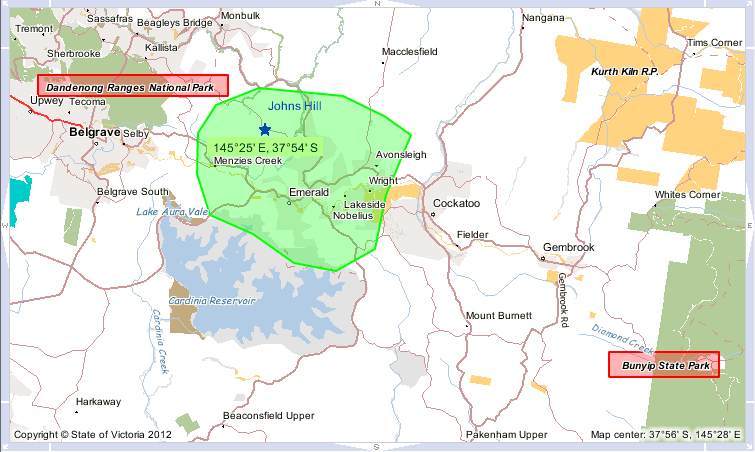 N
Sassafras
Monbulk
Nangana
Tremont
Beagleys Bridge
Sherbrooke
Kallista
Macclesfield
Tims Corner
Kurth Kiln R.P.
Dandenong Ranges National Park
Upwey
Tecoma
Johns Hill
Belgrave
Selby
145°25' E, 37°54' S
Menzies Creek
Avonsleigh
Wright
Belgrave South
Emerald
Lakeside
Nobelius
Cockatoo
Whites Corner
Lake Aura Vale
W
E
Fielder
Gembrook
Cardinia Reservoir
Gembrook Rd
Cardinia Creek
Mount Burnett
Diamond Creek
Bunyip State Park
Harkaway
Beaconsfield Upper
Copyright © State of Victoria 2012
Pakenham Upper
Map center: 37°56' S, 145°28' E
S